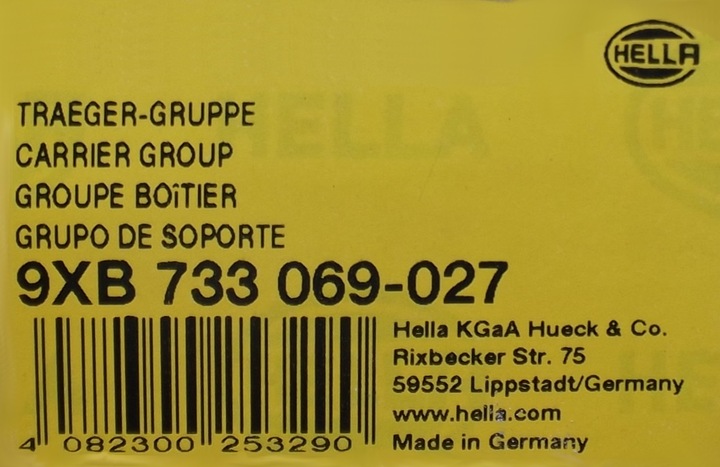 HELLA
TRAEGER-GRUPPE
CARRIER GROUP
GROUPE BOîTIER
GRUPO DE SOPORTE
9XB 733 069-027
Hella KGaA Hueck & Co.
Rixbecker Str. 75
59552 Lippstadt/Germany
www.hella.com
Made in Germany
4 082300 253290